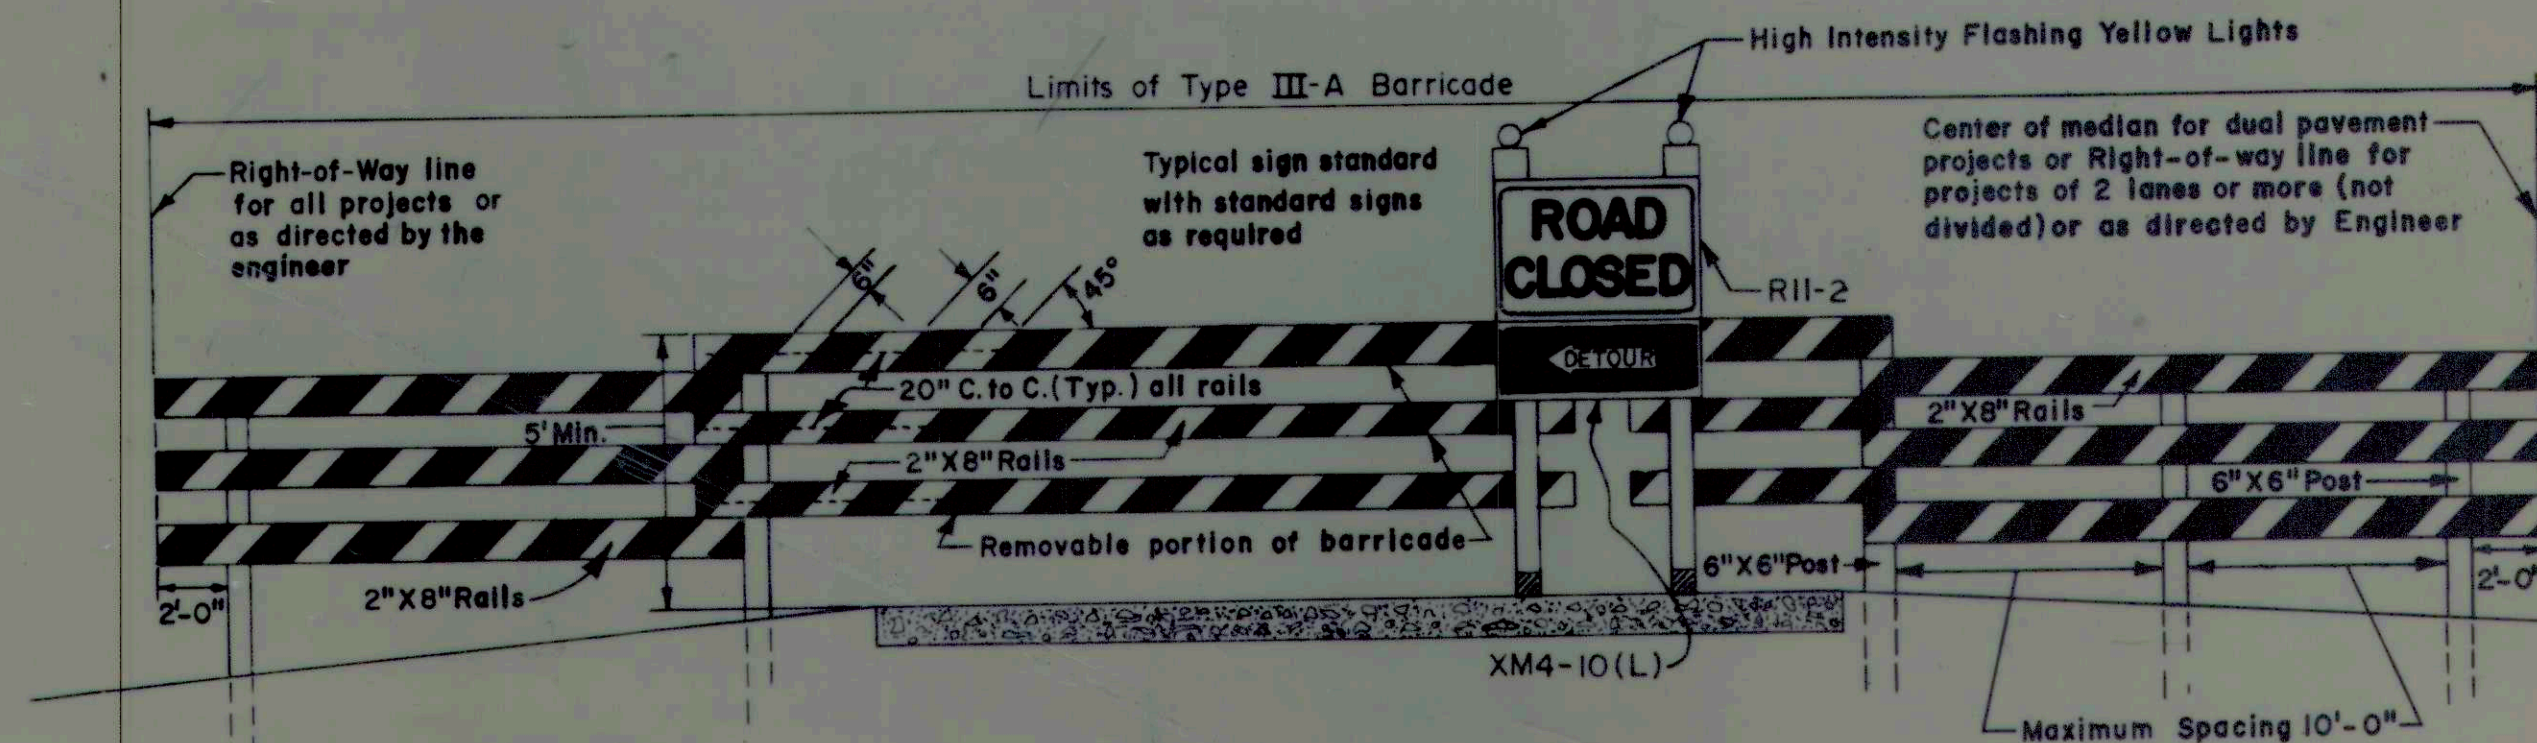 High Intensity Flashing Yellow Lights
Limits of Type III-A Barricade
Right-of-Way line
for all projects or
as directed by the
engineer
Typical sign standard
with standard signs
as required
ROAD
CLOSED
R11-2
Center of median for dual pavement
projects or Right-of-way line for
projects of 2 lanes or more (not
divided) or as directed by Engineer
6"
6"
45°
DETOUR
20" C. to C. (Typ.) all rails
5' Min.
2"X8" Rails
2"X8" Rails
6"X6" Post
Removable portion of barricade
6"X6" Post
2'-0"
2"X8" Rails
2'-0"
XM4-10(L)
Maximum Spacing 10'-0"